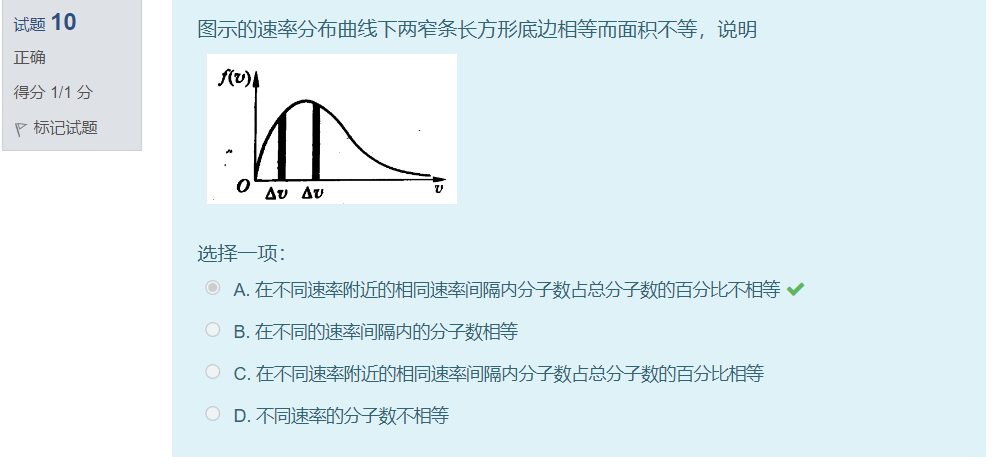 试题 10
正确
得分 1/1 分
标记试题
图示的速率分布曲线下两窄条长方形底边相等而面积不等，说明
f(υ)
O
Δυ Δυ
υ
选择一项：
A. 在不同速率附近的相同速率间隔内分子数占总分子数的百分比不相等
B. 在不同的速率间隔内的分子数相等
C. 在不同速率附近的相同速率间隔内分子数占总分子数的百分比相等
D. 不同速率的分子数不相等